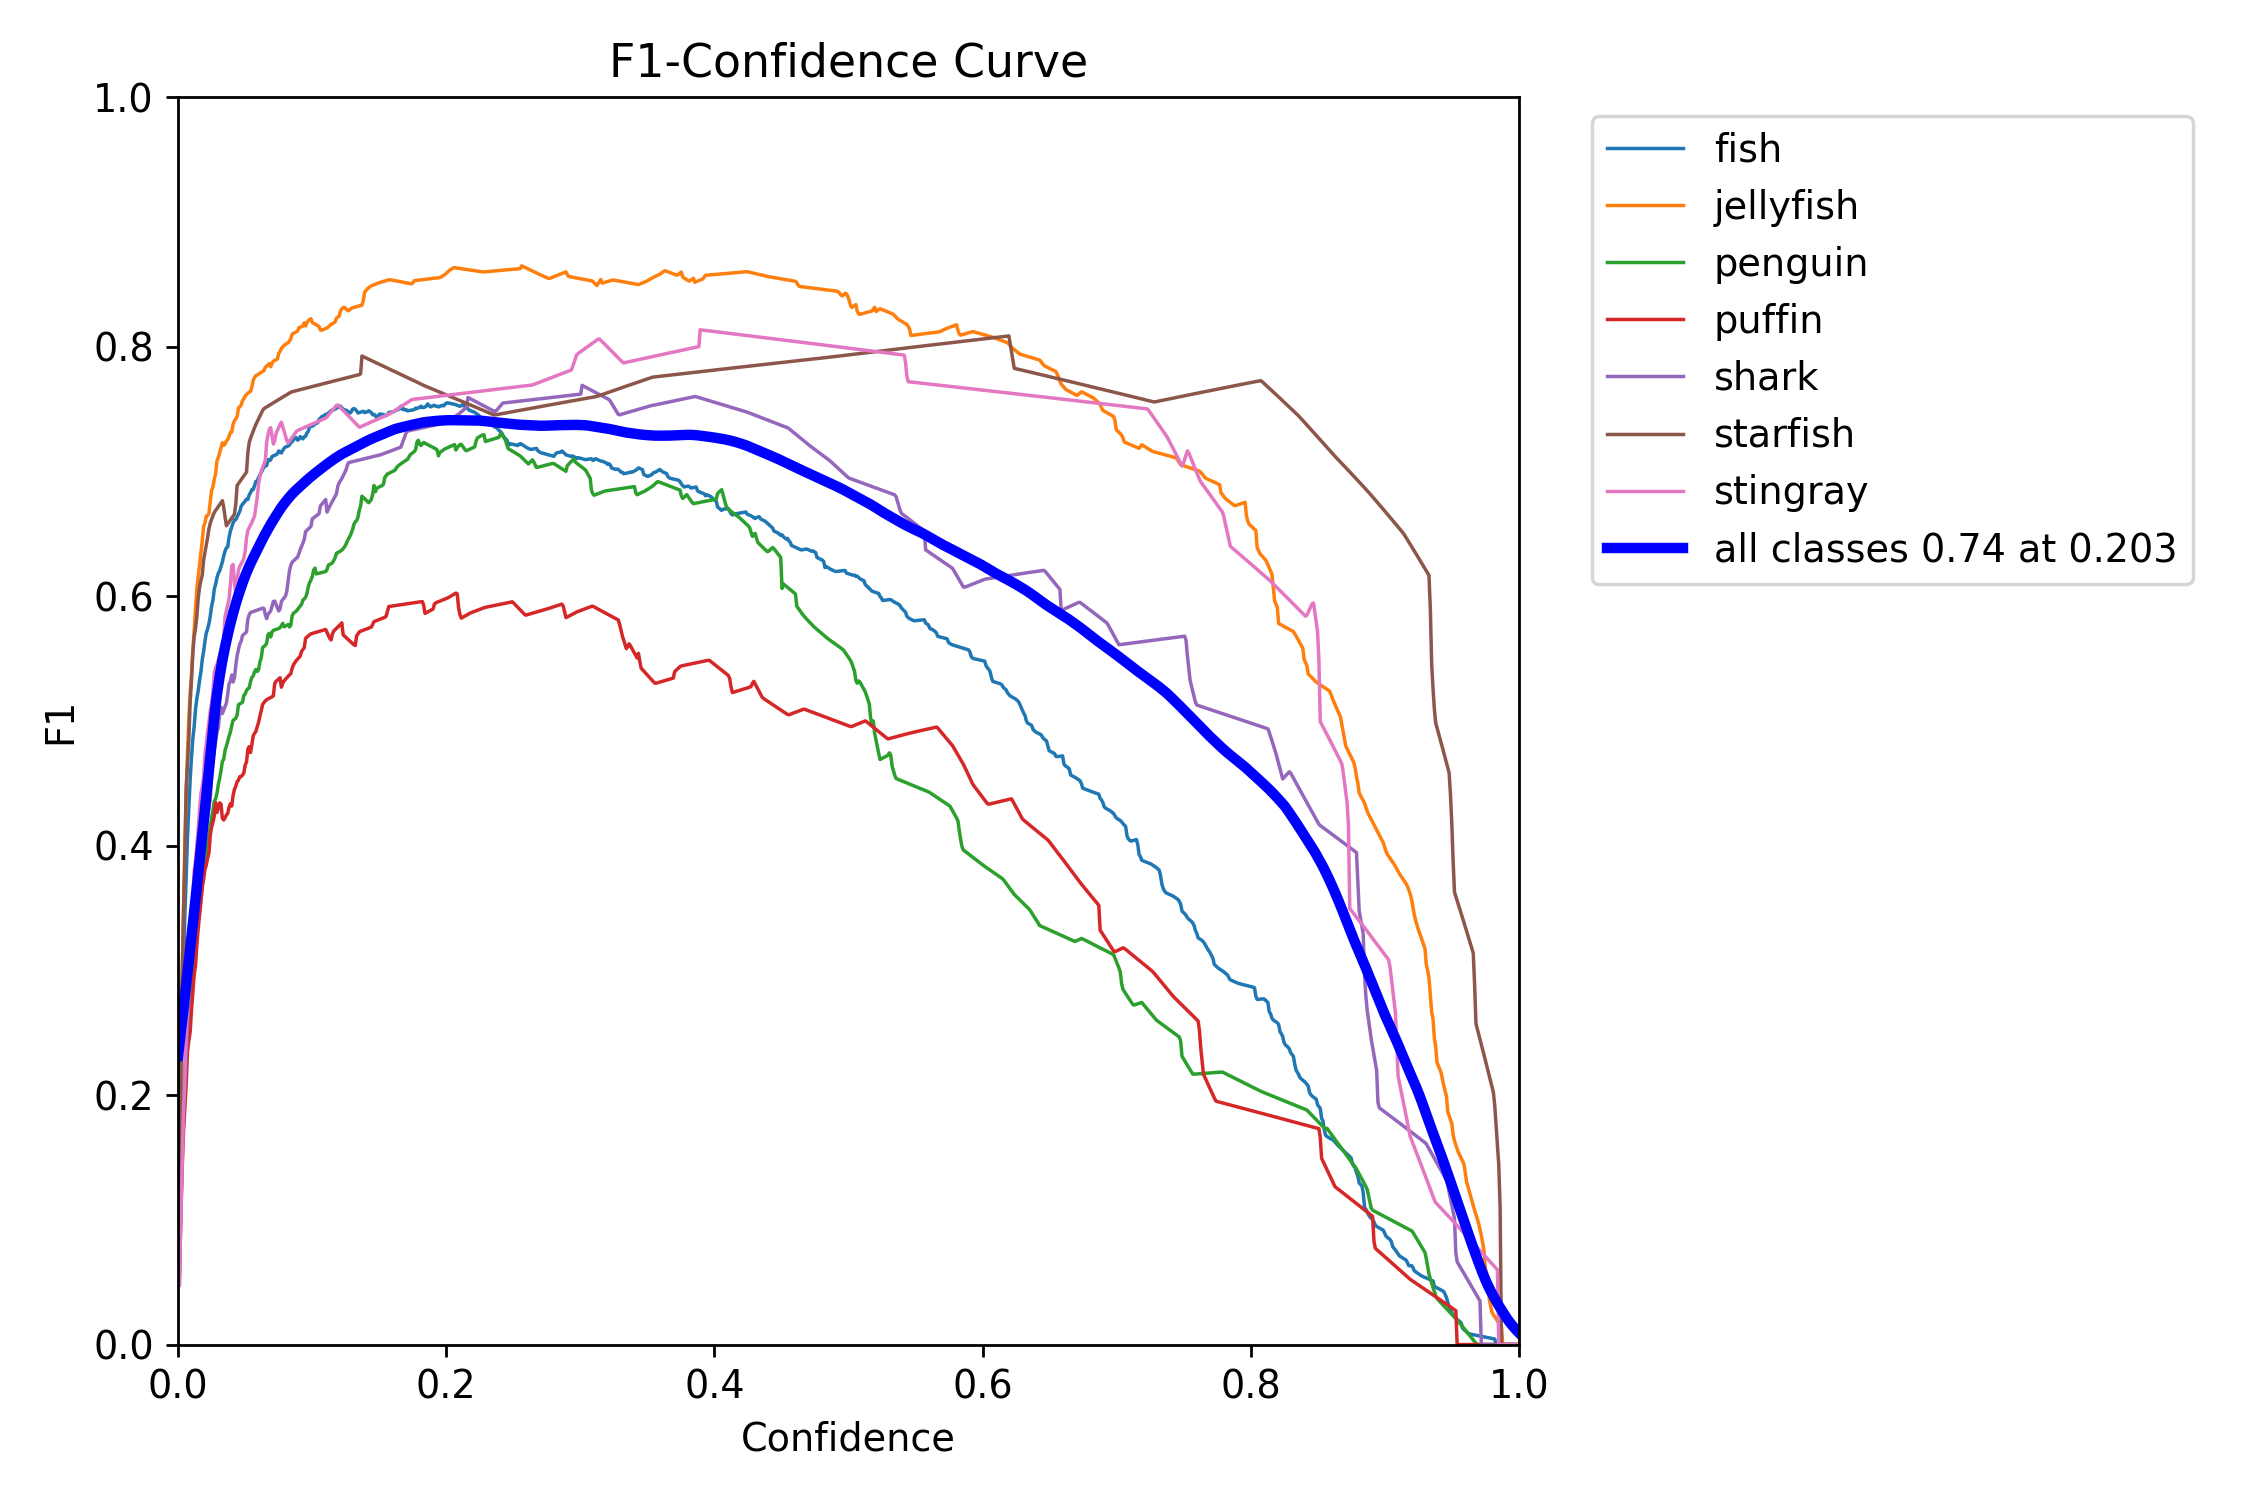 F1-Confidence Curve
1.0
0.8
0.6
0.4
0.2
0.0
F1
0.0 0.2 0.4 0.6 0.8 1.0
Confidence
fish
jellyfish
penguin
puffin
shark
starfish
stingray
all classes 0.74 at 0.203